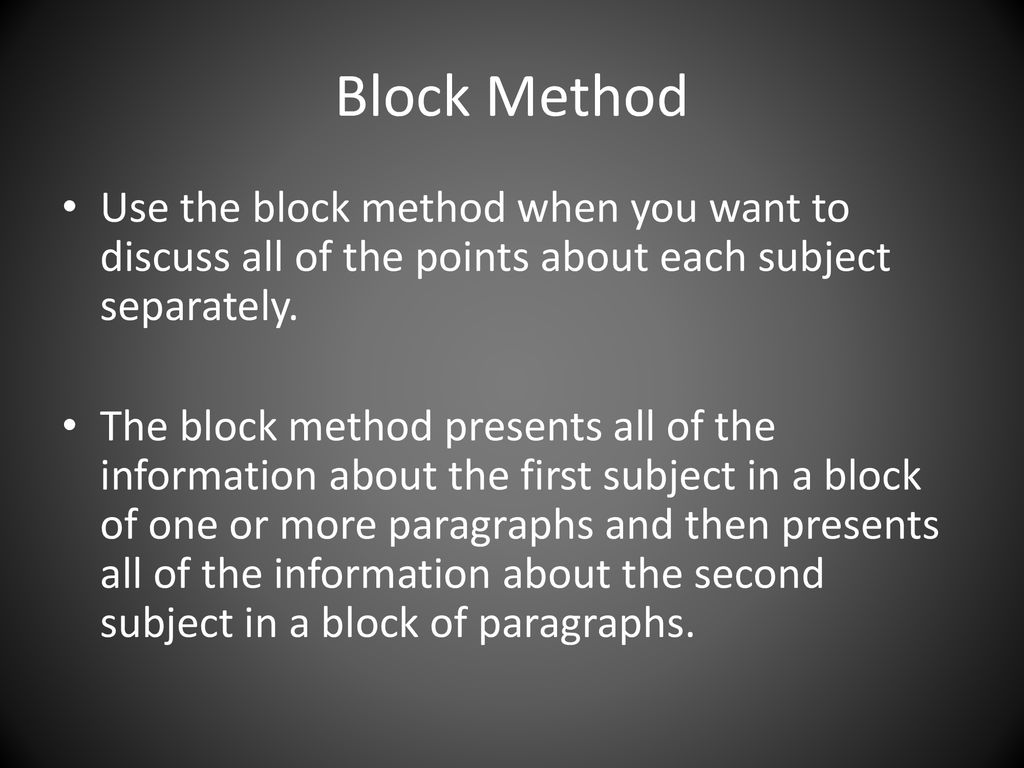 Block Method
• Use the block method when you want to
discuss all of the points about each subject
separately.
• The block method presents all of the
information about the first subject in a block
of one or more paragraphs and then presents
all of the information about the second
subject in a block of paragraphs.